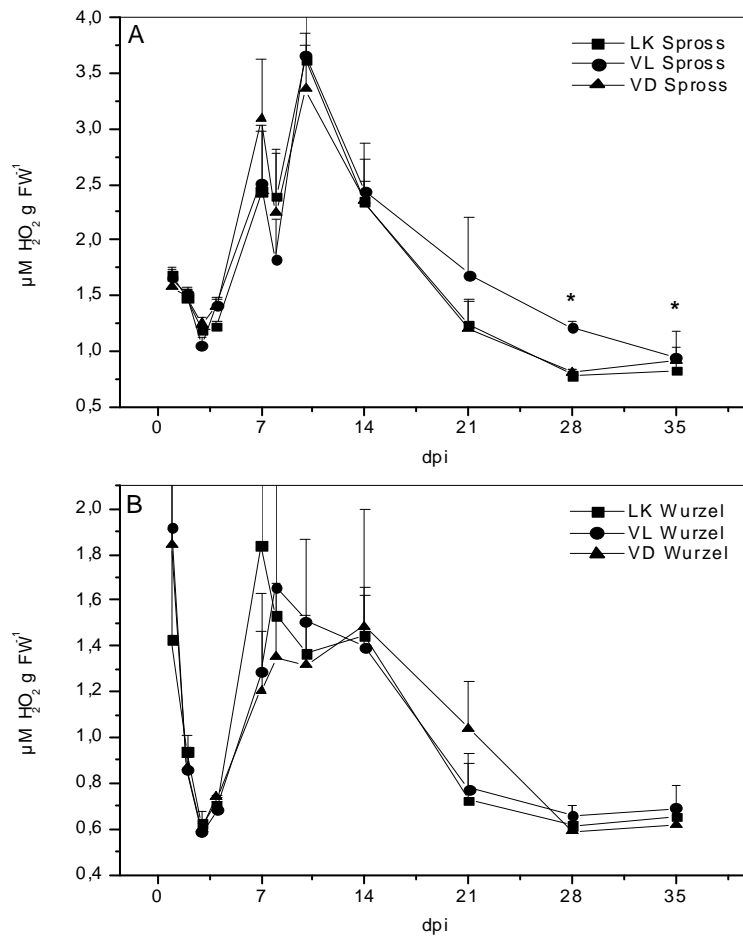 A
LK Spross
VL Spross
VD Spross
4,0
3,5
3,0
2,5
2,0
1,5
1,0
0,5
µM H2O2 g FW-1
*
*
0 7 14 21 28 35
dpi
B
LK Wurzel
VL Wurzel
VD Wurzel
2,0
1,8
1,6
1,4
1,2
1,0
0,8
0,6
0,4
µM H2O2 g FW-1
0 7 14 21 28 35
dpi